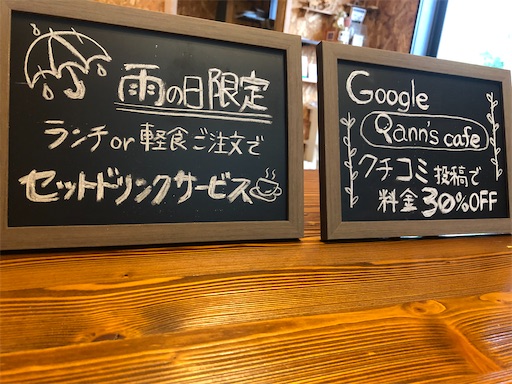 雨の日限定
ランチor軽食ご注文で
セットドリンクサービス
Google
Qann's cafe
クチコミ投稿で
料金30%OFF